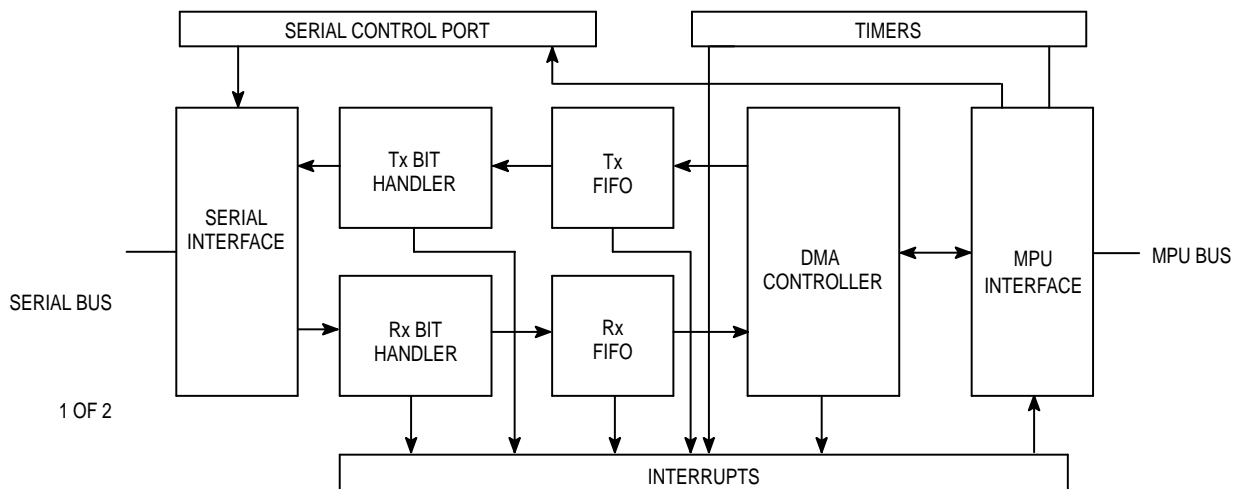 SERIAL CONTROL PORT
TIMERS
Tx BIT
HANDLER
Tx
FIFO
SERIAL
INTERFACE
DMA
CONTROLLER
MPU
INTERFACE
MPU BUS
SERIAL BUS
Rx BIT
HANDLER
Rx
FIFO
1 OF 2
INTERRUPTS